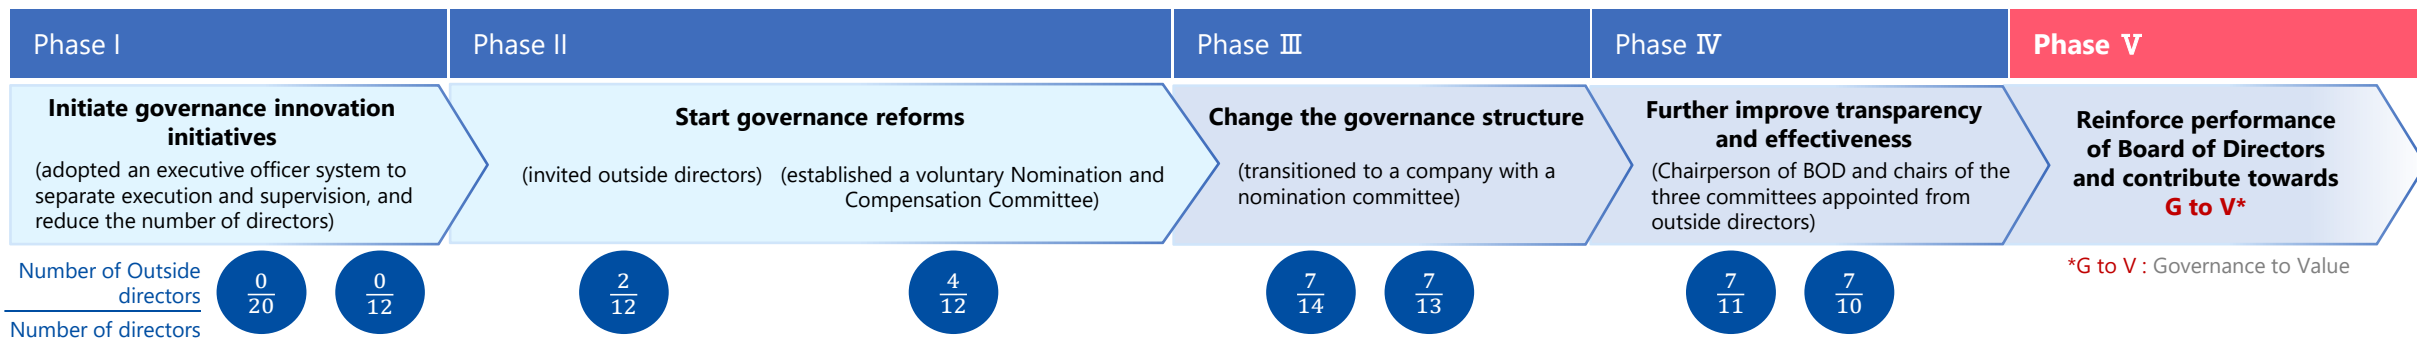 Phase I
Phase II
Phase Ⅲ
Phase Ⅳ
Phase Ⅴ
Initiate governance innovation
initiatives
(adopted an executive officer system to
separate execution and supervision, and
reduce the number of directors)
Start governance reforms
(invited outside directors)
(established a voluntary Nomination and
Compensation Committee)
Change the governance structure
(transitioned to a company with a
nomination committee)
Further improve transparency
and effectiveness
(Chairperson of BOD and chairs of the
three committees appointed from
outside directors)
Reinforce performance
of Board of Directors
and contribute towards
G to V*
Number of Outside
directors
Number of directors
0
20
0
12
2
12
4
12
7
14
7
13
7
11
7
10
*G to V : Governance to Value